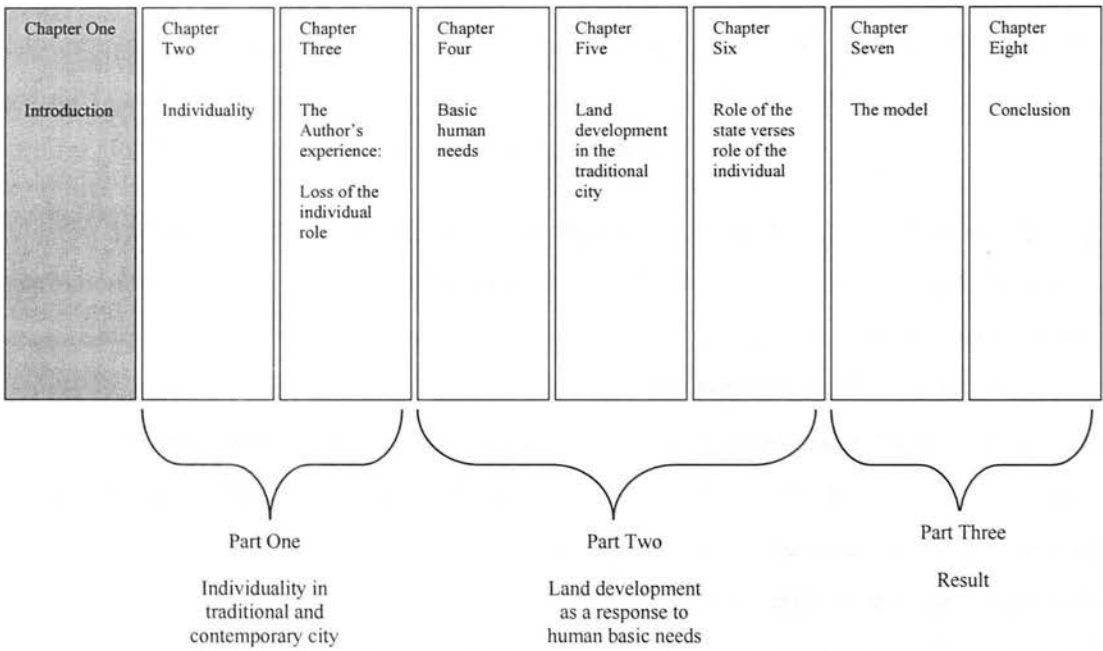 Chapter One
Introduction
Chapter
Two
Individuality
Chapter
Three
The
Author's
experience:
Loss of the
individual
role
Chapter
Four
Basic
human
needs
Chapter
Five
Land
development
in the
traditional
city
Chapter
Six
Role of the
state verses
role of the
individual
Chapter
Seven
The model
Chapter
Eight
Conclusion
Part One
Individuality in
traditional and
contemporary city
Part Two
Land development
as a response to
human basic needs
Part Three
Result